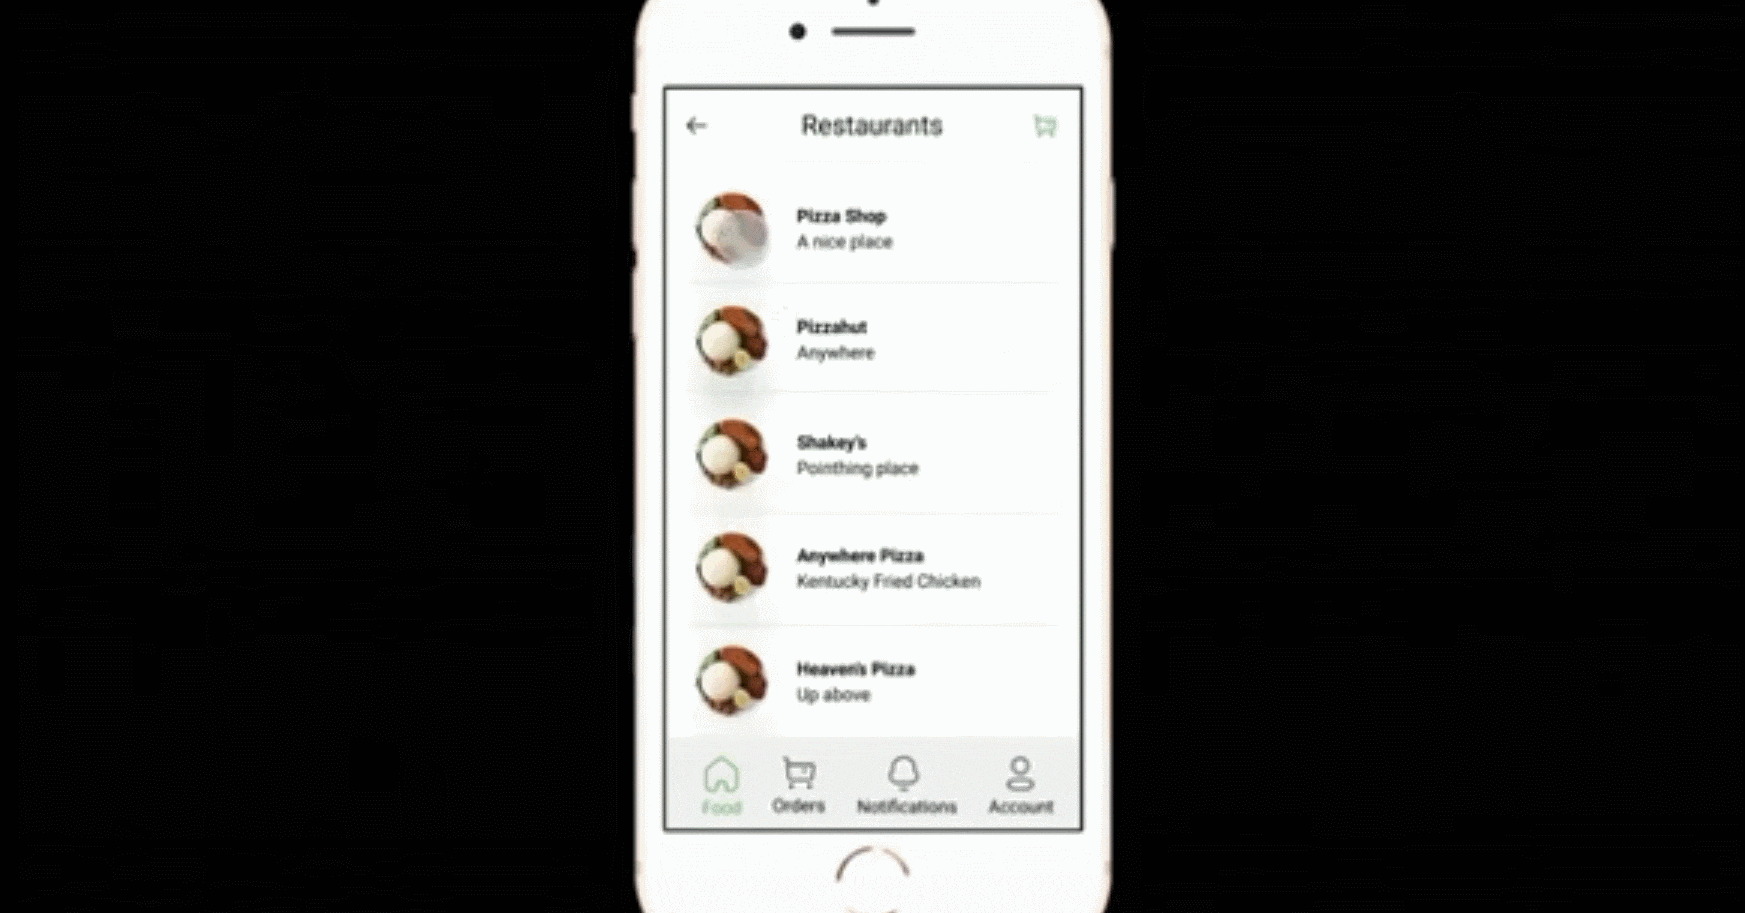 Restaurants
Pizza Shop
A nice place
Pizzahut
Anywhere
Shakey's
Pointhing place
Anywhere Pizza
Kentucky Fried Chicken
Heaven's Pizza
Up above
Food
Orders
Notifications
Account